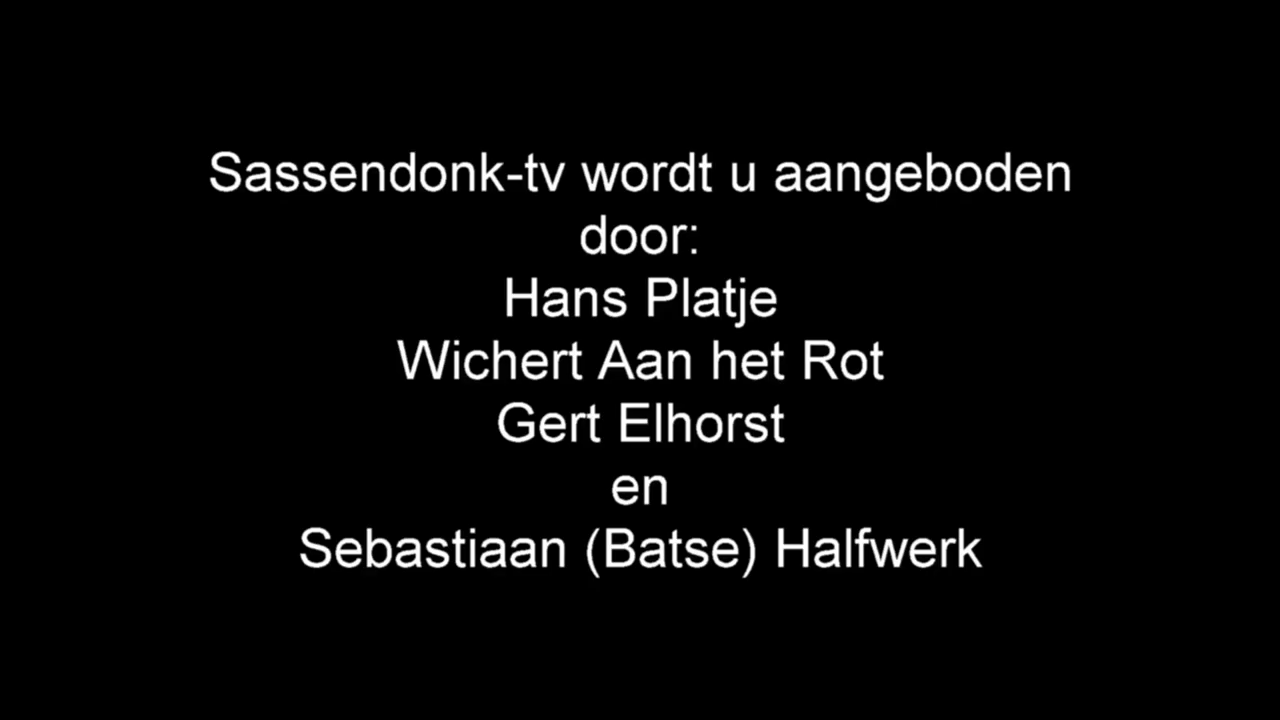 Sassendonk-tv wordt u aangeboden
door:
Hans Platje
Wichert Aan het Rot
Gert Elhorst
en
Sebastiaan (Batse) Halfwerk